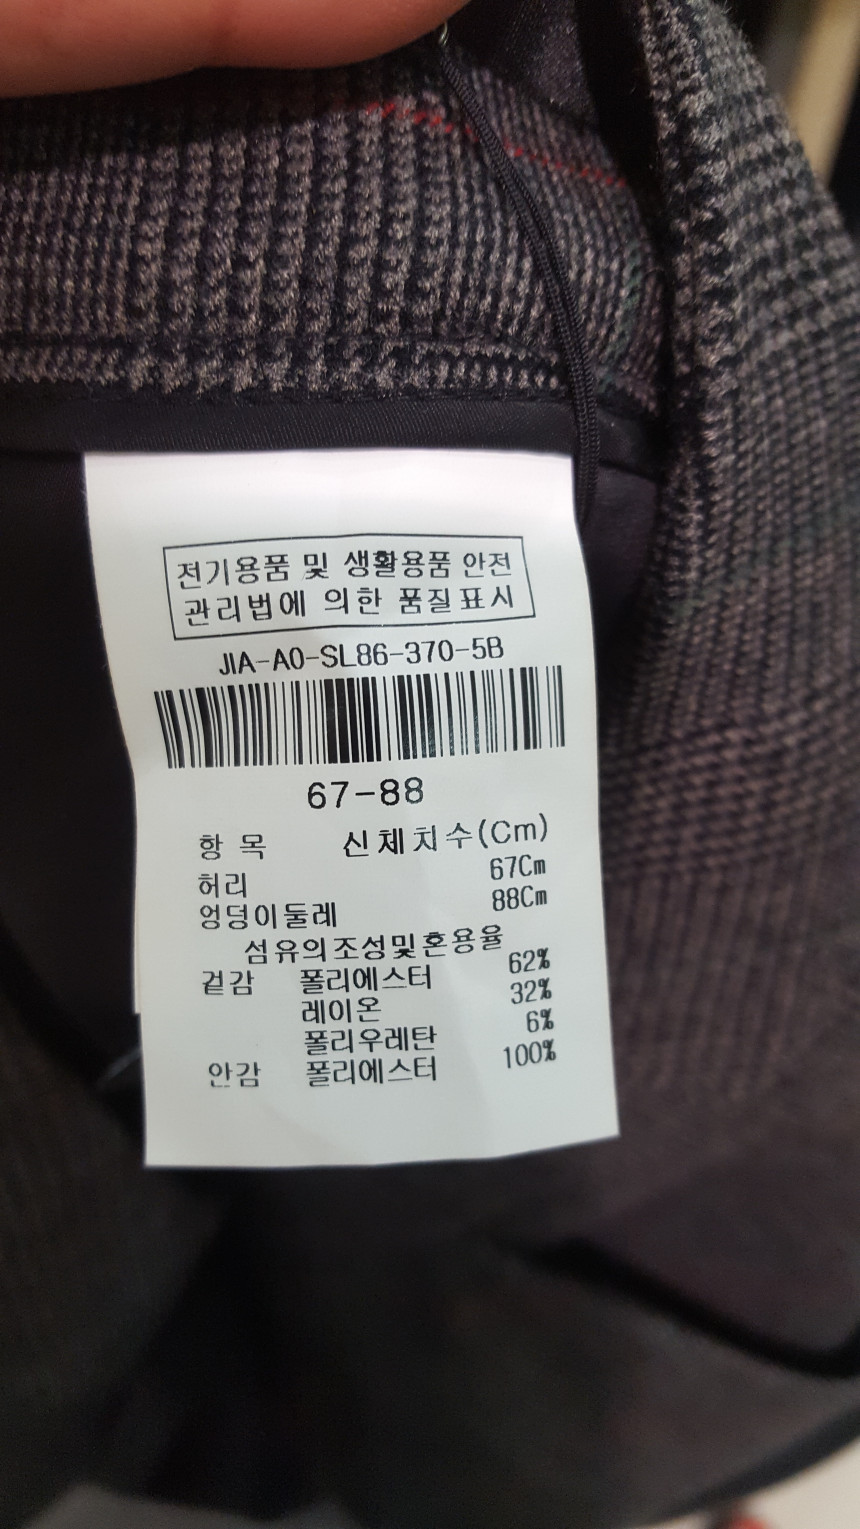 전기용품 및 생활용품 안전
관리법에 의한 품질표시
JIA-A0-SL86-370-5B
67-88
항 목 신체치수(Cm)
허리 67Cm
엉덩이둘레 88Cm
섬유의조성및혼용율
겉감 폴리에스터 62%
레이온 32%
폴리우레탄 6%
안감 폴리에스터 100%